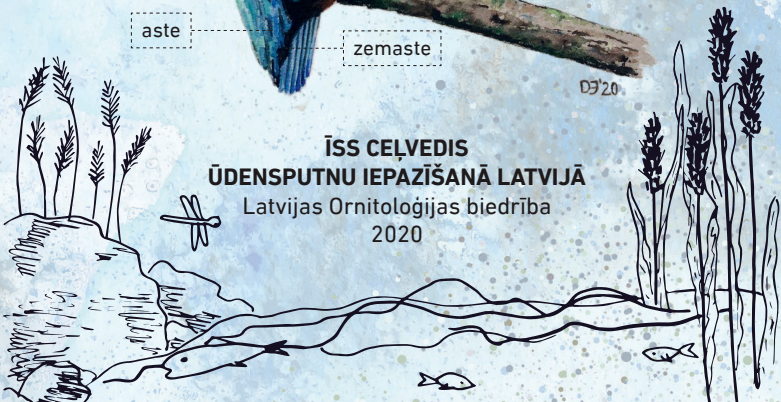 aste
zemaste
DJ'20
ĪSS CEĻVEDIS
ŪDENSPUTNU IEPAZĪŠANĀ LATVIJĀ
Latvijas Ornitoloģijas biedrība
2020